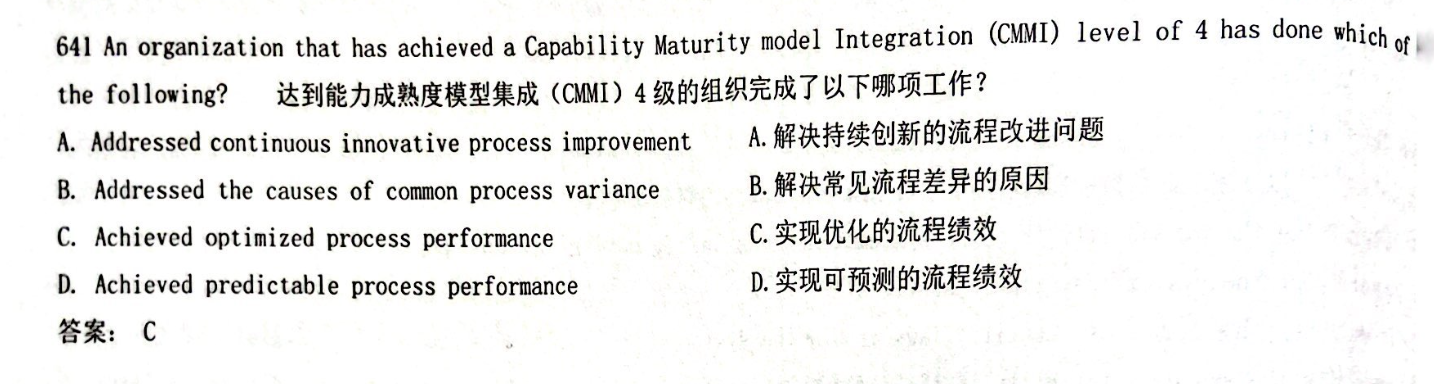 641 An organization that has achieved a Capability Maturity model Integration (CMMI) level of 4 has done which of
the following? 达到能力成熟度模型集成（CMMI）4 级的组织完成了以下哪项工作？
A. Addressed continuous innovative process improvement A. 解决持续创新的流程改进问题
B. Addressed the causes of common process variance B. 解决常见流程差异的原因
C. Achieved optimized process performance C. 实现优化的流程绩效
D. Achieved predictable process performance D. 实现可预测的流程绩效
答案： C